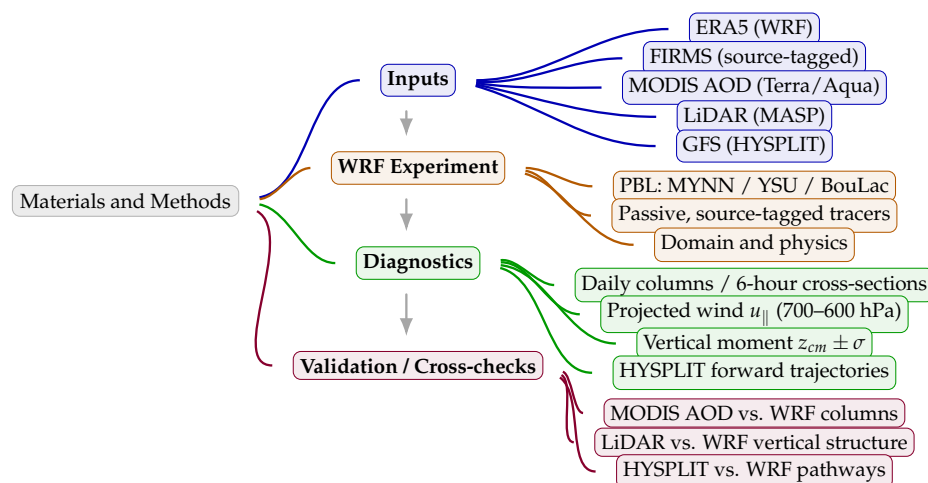 Materials and Methods
Inputs
ERA5 (WRF)
FIRMS (source-tagged)
MODIS AOD (Terra/Aqua)
LiDAR (MASP)
GFS (HYSPLIT)
WRF Experiment
PBL: MYNN / YSU / BouLac
Passive, source-tagged tracers
Domain and physics
Diagnostics
Daily columns / 6-hour cross-sections
Projected wind u∥ (700–600 hPa)
Vertical moment zcm ± σ
HYSPLIT forward trajectories
Validation / Cross-checks
MODIS AOD vs. WRF columns
LiDAR vs. WRF vertical structure
HYSPLIT vs. WRF pathways